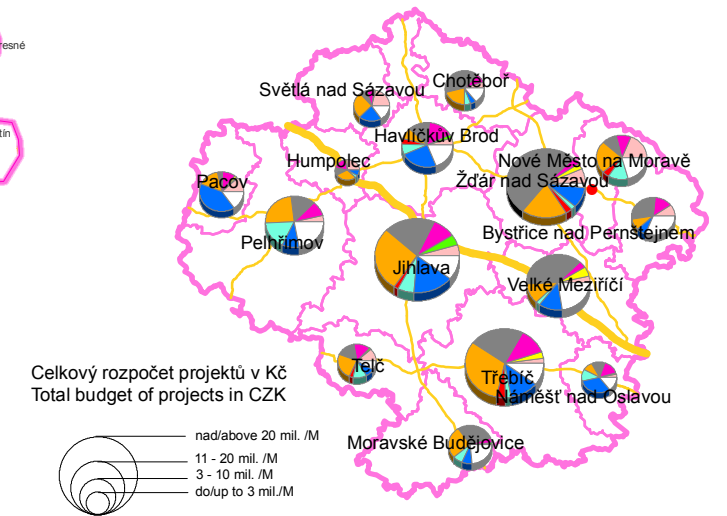 resné
tín
Světlá nad Sázavou
Chotěboř
Havlíčkův Brod
Humpolec
Nové Město na Moravě
Pacov
Žďár nad Sázavou
Pelhřimov
Bystřice nad Pernštejnem
Jihlava
Velké Meziříčí
Telč
Třebíč
Náměšť nad Oslavou
Moravské Budějovice
Celkový rozpočet projektů v Kč
Total budget of projects in CZK
nad/above 20 mil. /M
11 - 20 mil. /M
3 - 10 mil. /M
do/up to 3 mil./M